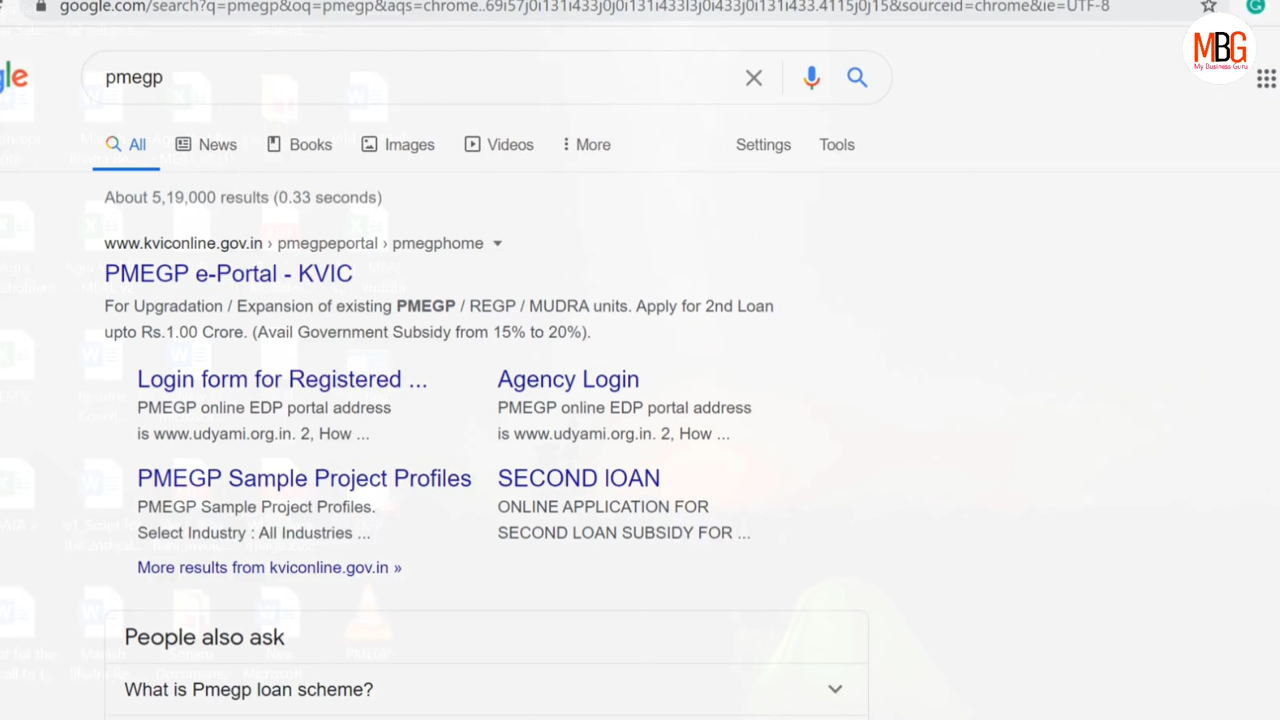 google.com/search?q=pmegp&oq=pmegp&aqs=chrome..69i57j0i131i433j0j0i131i433l3j0i433j0i131i433.4115j0j15&sourceid=chrome&ie=UTF-8
MBG
My Business Guru
gle
pmegp
All News Books Images Videos More Settings Tools
About 5,19,000 results (0.33 seconds)
www.kviconline.gov.in › pmegpeportal › pmegphome
PMEGP e-Portal - KVIC
For Upgradation / Expansion of existing PMEGP / REGP / MUDRA units. Apply for 2nd Loan
upto Rs.1.00 Crore. (Avail Government Subsidy from 15% to 20%).
Login form for Registered ... Agency Login
PMEGP online EDP portal address PMEGP online EDP portal address
is www.udyami.org.in. 2, How ... is www.udyami.org.in. 2, How ...
PMEGP Sample Project Profiles SECOND lOAN
PMEGP Sample Project Profiles. ONLINE APPLICATION FOR
Select Industry : All Industries ... SECOND LOAN SUBSIDY FOR ...
More results from kviconline.gov.in »
People also ask
PMEGP
What is Pmegp loan scheme?